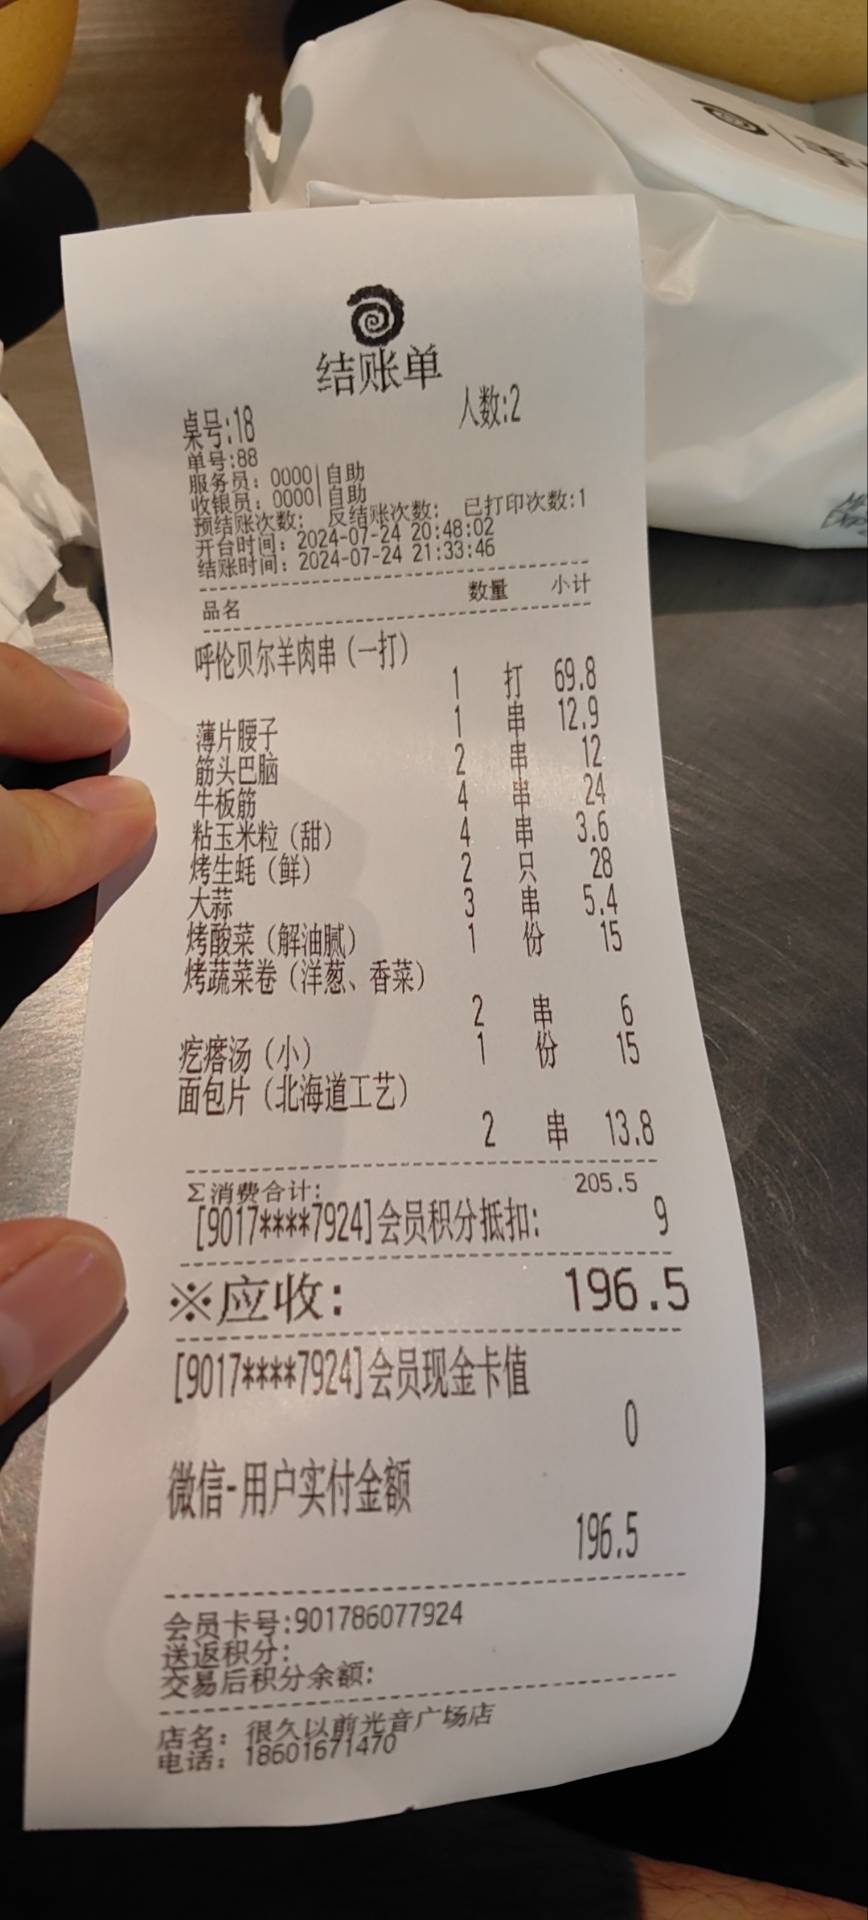 结账单
桌号:18 人数:2
单号:88
服务员: 0000|自助
收银员: 0000|自助
预结账次数: 反结账次数: 已打印次数:1
开台时间: 2024-07-24 20:48:02
结账时间: 2024-07-24 21:33:46
品名 数量 小计
呼伦贝尔羊肉串(一打)
1 打 69.8
薄片腰子 1 串 12.9
筋头巴脑 2 串 12
牛板筋 4 串 24
粘玉米粒(甜) 4 串 3.6
烤生蚝(鲜) 2 只 28
大蒜 3 串 5.4
烤酸菜(解油腻) 1 份 15
烤蔬菜卷(洋葱、香菜)
2 串 6
疙瘩汤(小) 1 份 15
面包片(北海道工艺)
2 串 13.8
Σ消费合计: 205.5
[9017****7924]会员积分抵扣: 9
※应收: 196.5
[9017****7924]会员现金卡值
0
微信-用户实付金额
196.5
会员卡号:901786077924
送返积分:
交易后积分余额:
店名: 很久以前光音广场店
电话: 18601671470